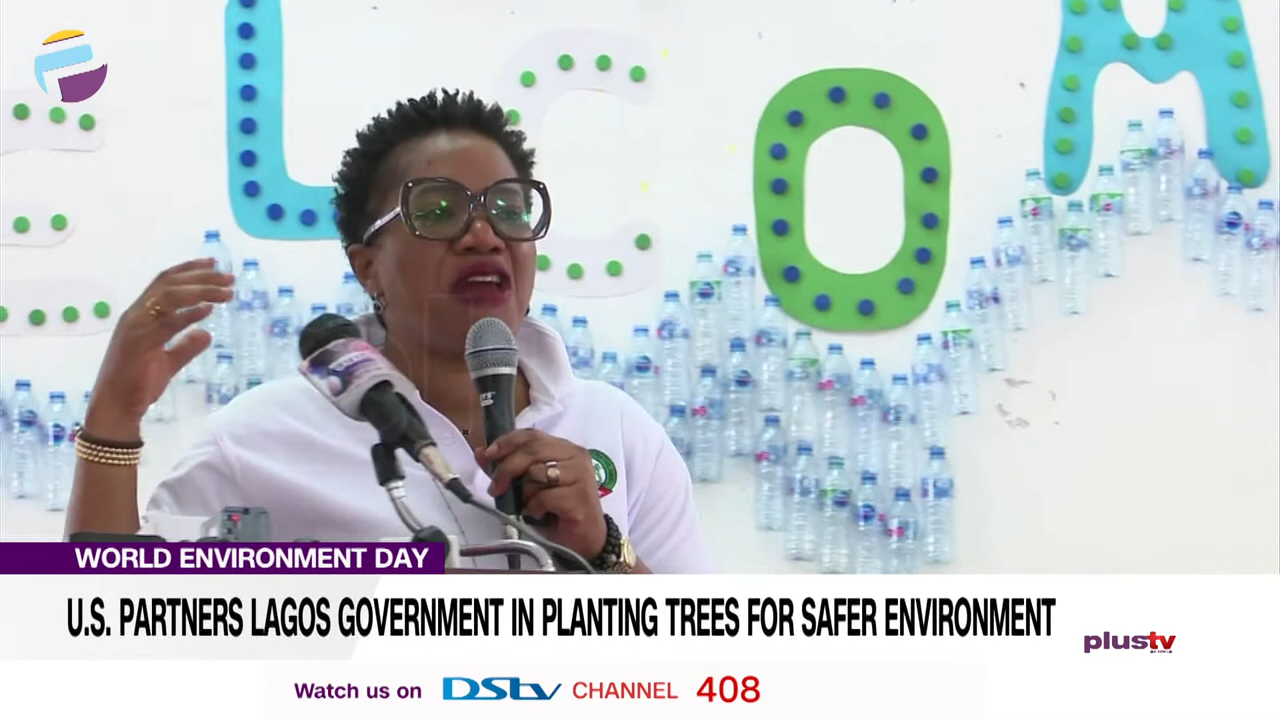 ELCOM
WORLD ENVIRONMENT DAY
U.S. PARTNERS LAGOS GOVERNMENT IN PLANTING TREES FOR SAFER ENVIRONMENT
plustv
Watch us on DStv CHANNEL 408